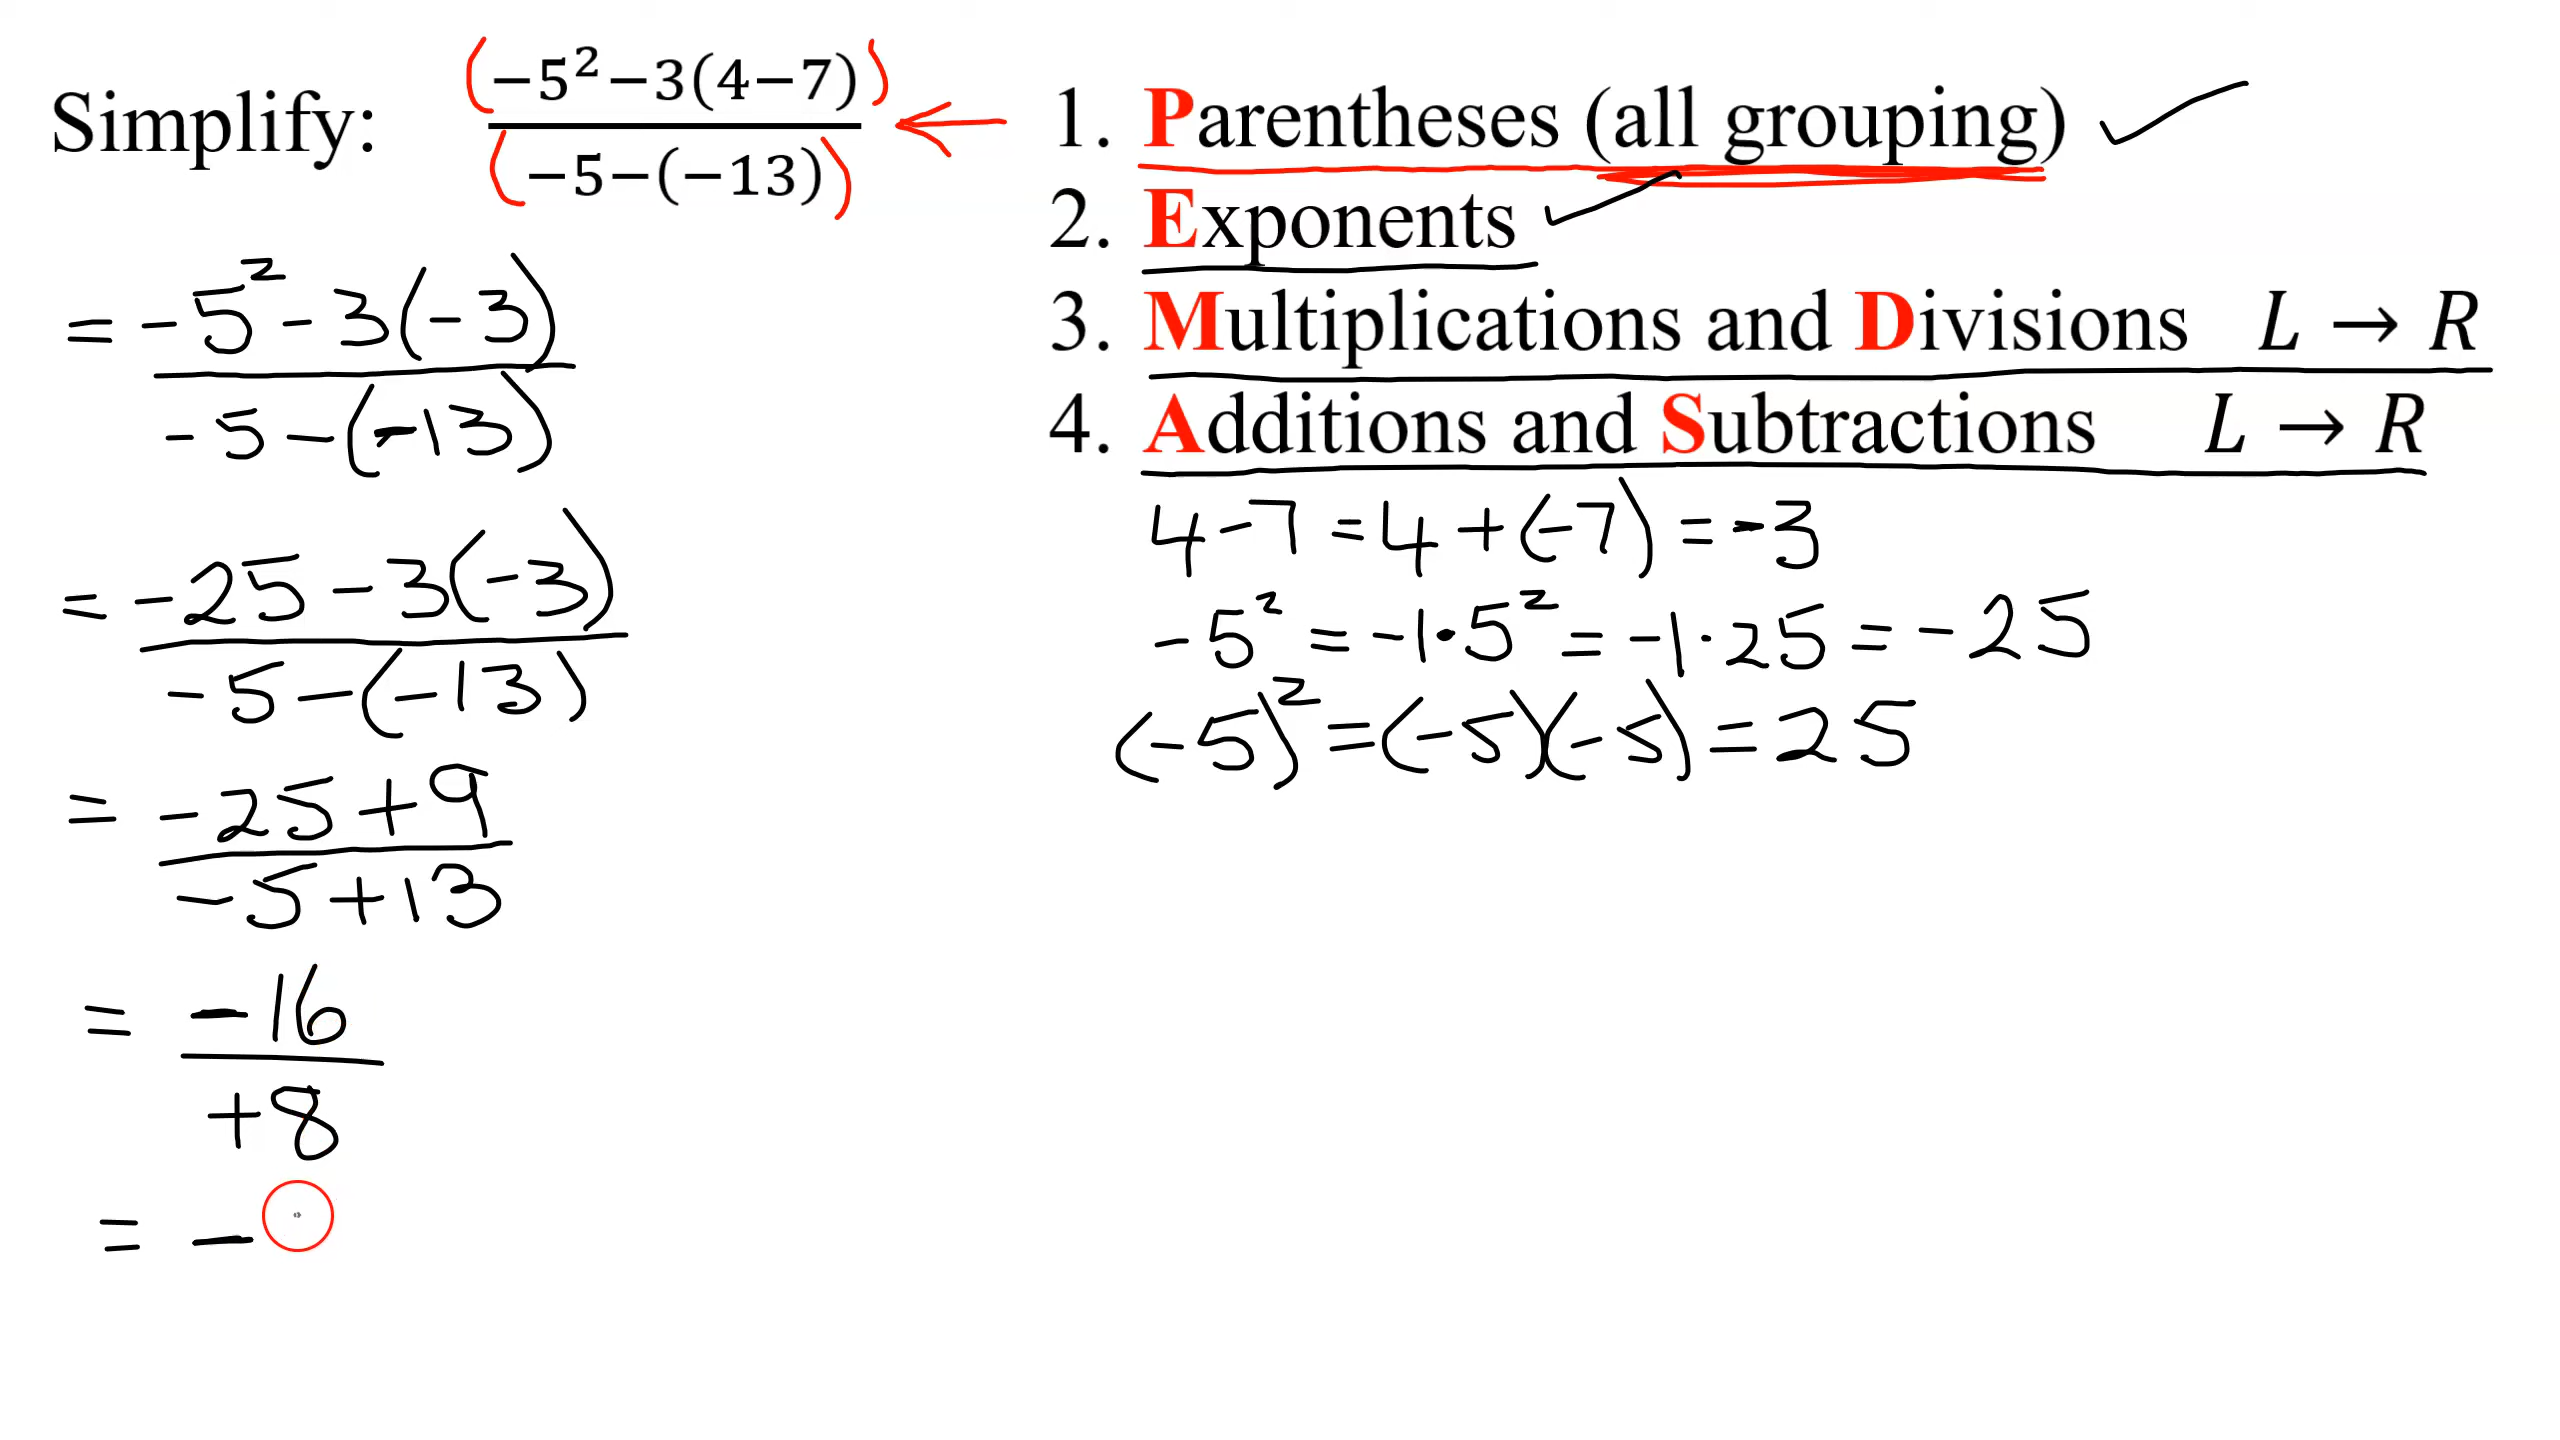 Simplify: (−5²−3(4−7))
(−5−(−13))
= −5² − 3(−3)
−5 − (−13)
= −25 − 3(−3)
−5 − (−13)
= −25 + 9
−5 + 13
= −16
+8
= −
1. Parentheses (all grouping) ✓
2. Exponents ✓
3. Multiplications and Divisions L → R
4. Additions and Subtractions L → R
4 − 7 = 4 + (−7) = −3
−5² = −1·5² = −1·25 = −25
(−5)² = (−5)(−5) = 25